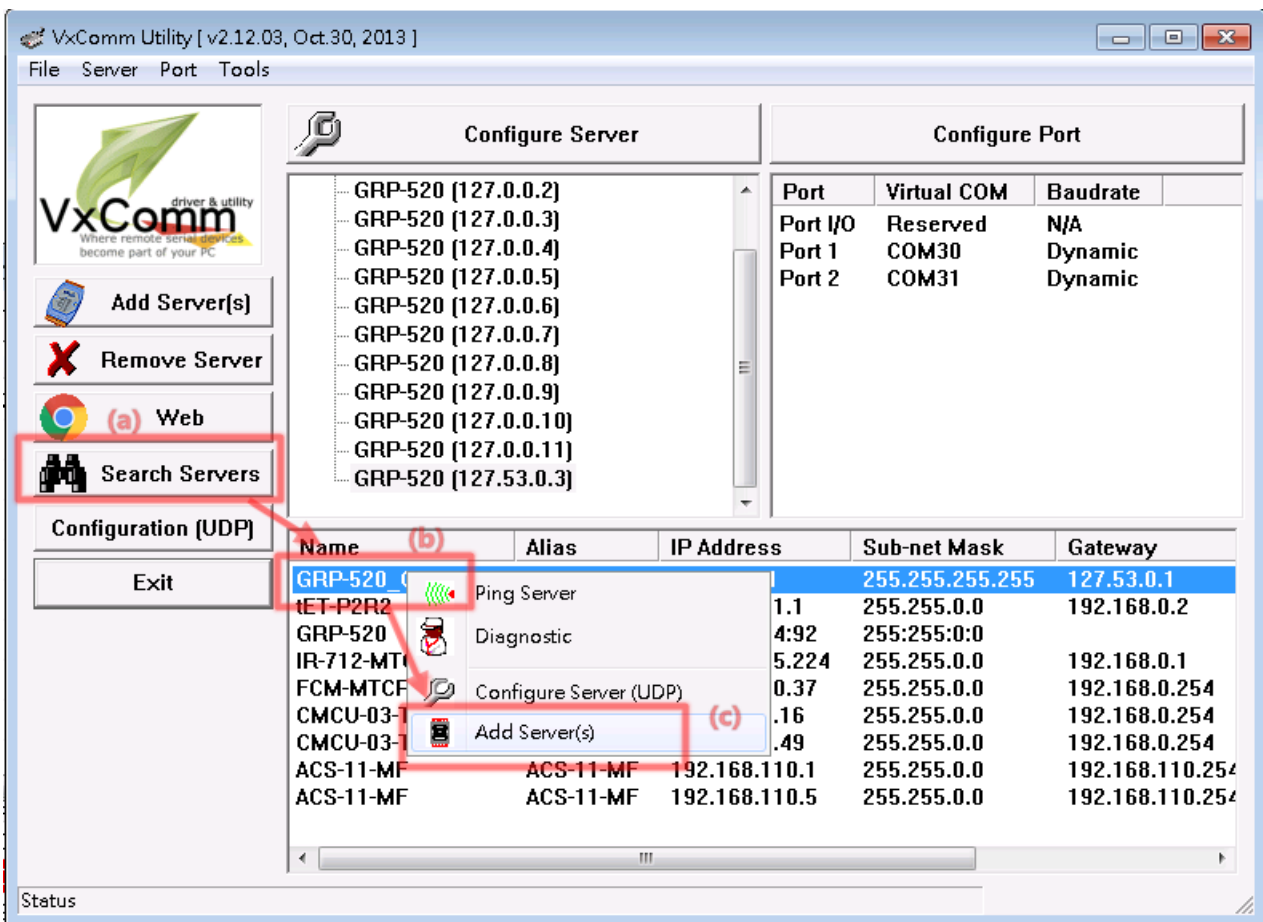 VxComm Utility [ v2.12.03, Oct.30, 2013 ]
File Server Port Tools
driver & utility
VxComm
Where remote serial devices
become part of your PC
Add Server(s)
Remove Server
(a) Web
Search Servers
Configuration (UDP)
Exit
Configure Server
GRP-520 (127.0.0.2)
GRP-520 (127.0.0.3)
GRP-520 (127.0.0.4)
GRP-520 (127.0.0.5)
GRP-520 (127.0.0.6)
GRP-520 (127.0.0.7)
GRP-520 (127.0.0.8)
GRP-520 (127.0.0.9)
GRP-520 (127.0.0.10)
GRP-520 (127.0.0.11)
GRP-520 (127.53.0.3)
Configure Port
Port Virtual COM Baudrate
Port I/O Reserved N/A
Port 1 COM30 Dynamic
Port 2 COM31 Dynamic
(b)
Name Alias IP Address Sub-net Mask Gateway
GRP-520_ 255.255.255.255 127.53.0.1
tET-P2R2 1.1 255.255.0.0 192.168.0.2
GRP-520 4:92 255:255:0:0
IR-712-MT 5.224 255.255.0.0 192.168.0.1
FCM-MTCF 0.37 255.255.0.0 192.168.0.254
CMCU-03-T .16 255.255.0.0 192.168.0.254
CMCU-03-T .49 255.255.0.0 192.168.0.254
ACS-11-MF ACS-11-MF 192.168.110.1 255.255.0.0 192.168.110.254
ACS-11-MF ACS-11-MF 192.168.110.5 255.255.0.0 192.168.110.254
Ping Server
Diagnostic
Configure Server (UDP)
Add Server(s)
(c)
Status